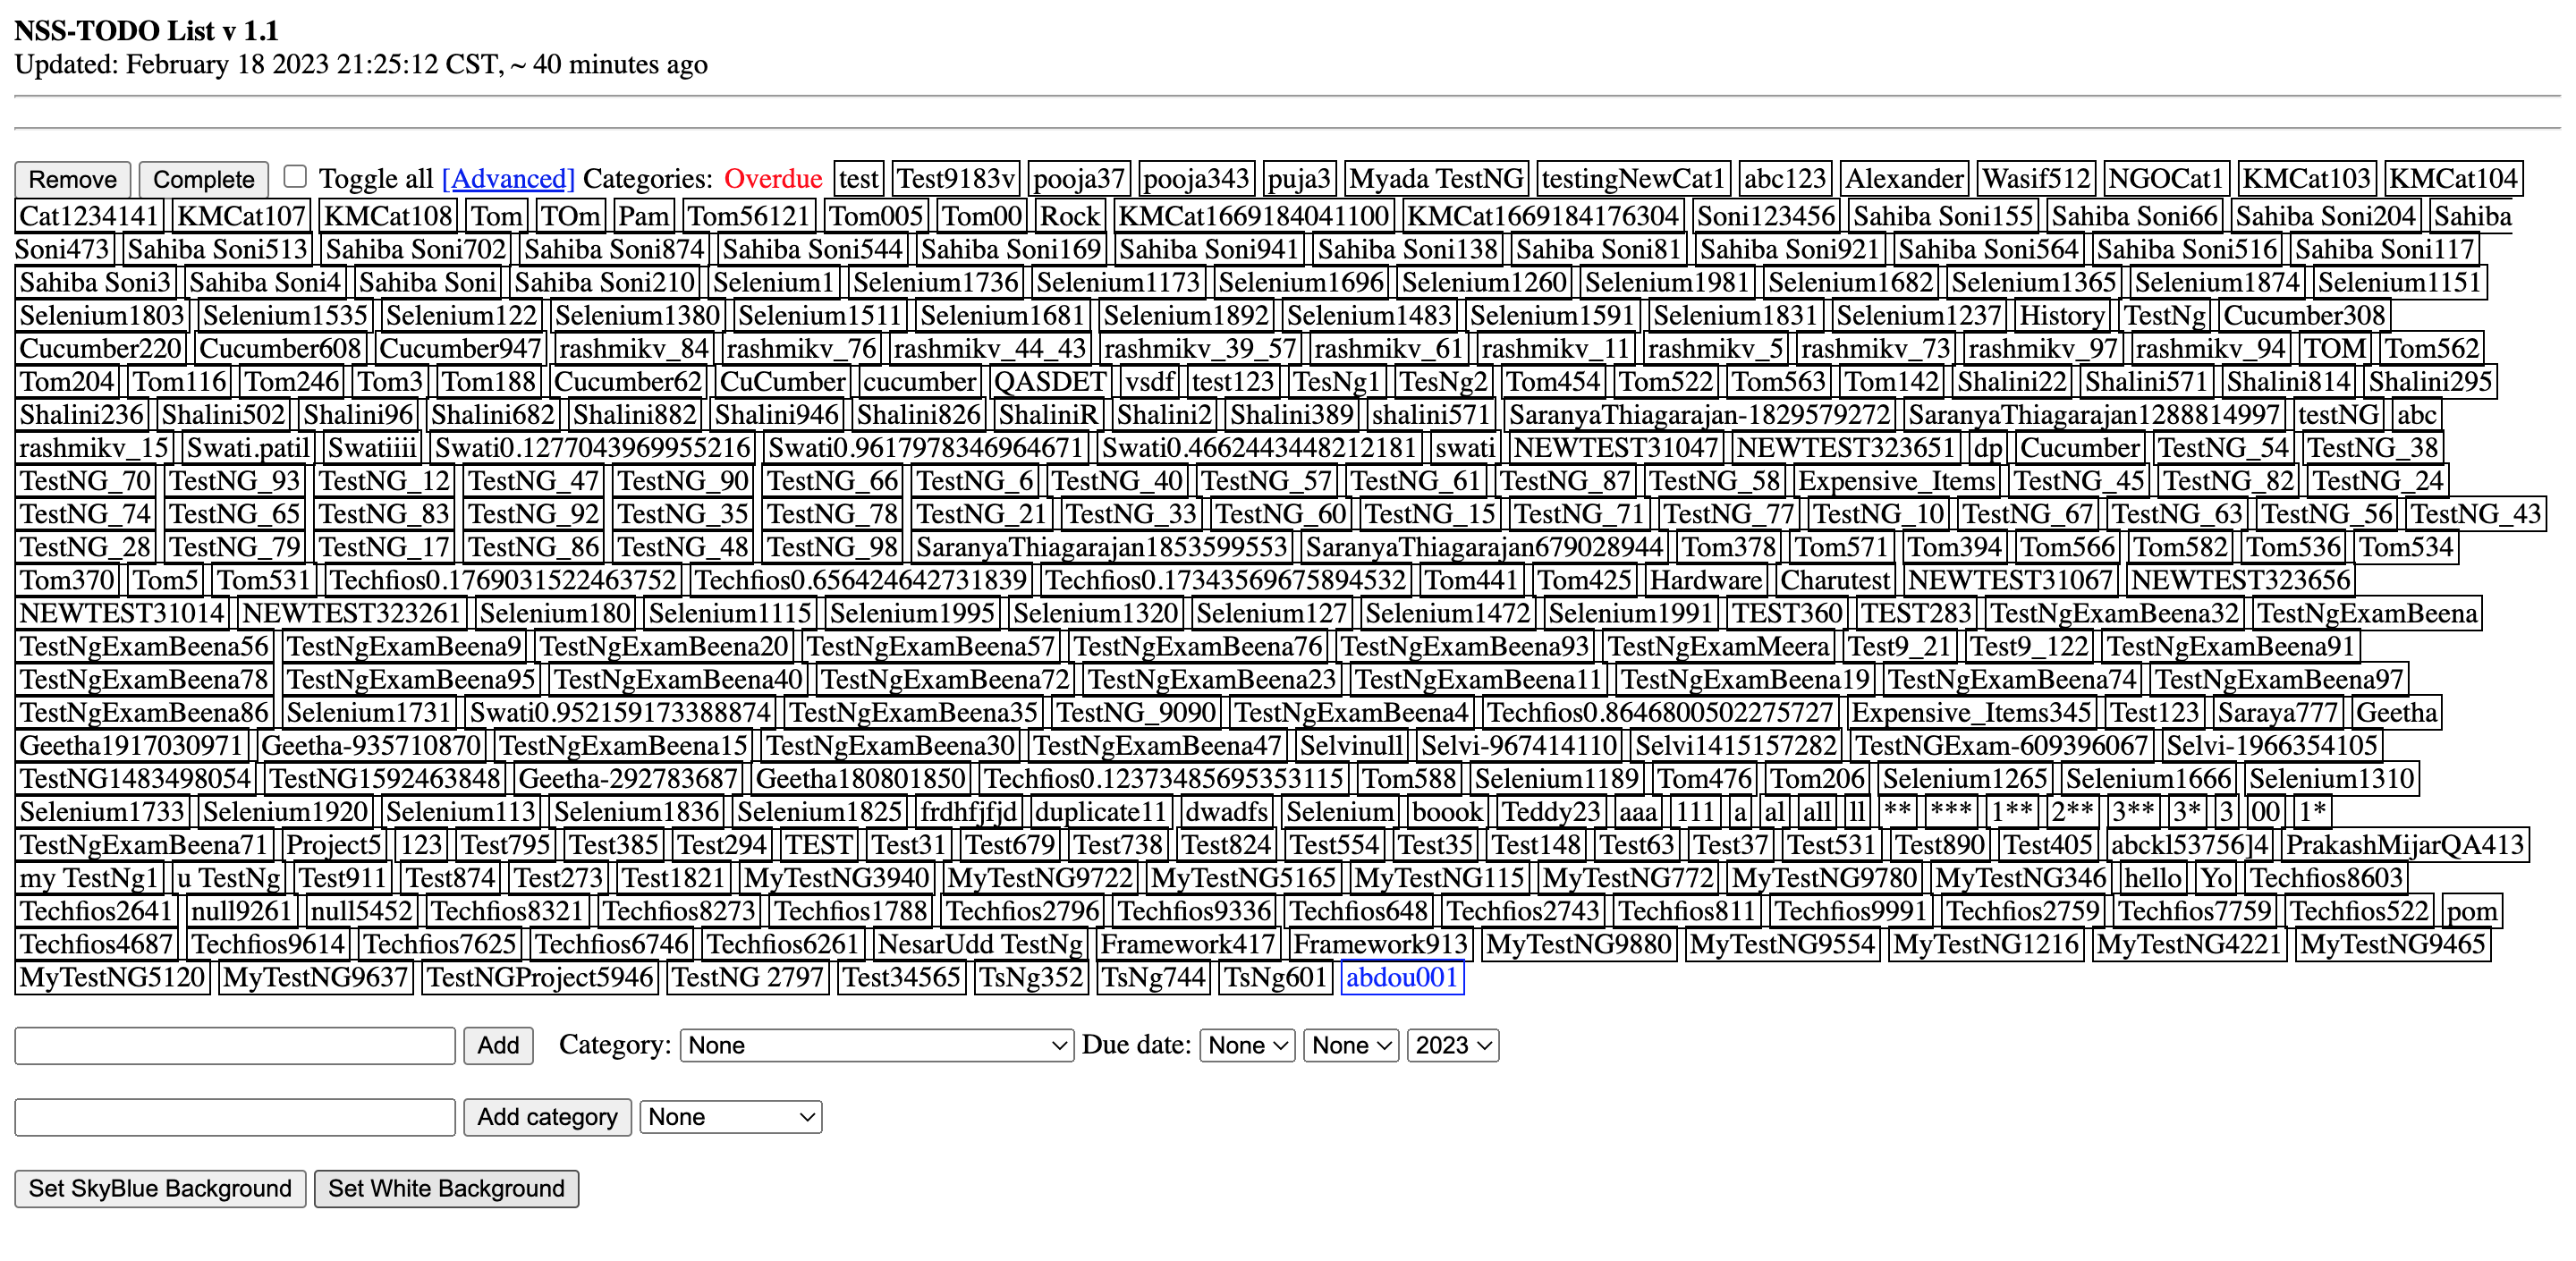 NSS-TODO List v 1.1
Updated: February 18 2023 21:25:12 CST, ~ 40 minutes ago
Remove Complete Toggle all [Advanced] Categories: Overdue test Test9183v pooja37 pooja343 puja3 Myada TestNG testingNewCat1 abc123 Alexander Wasif512 NGOCat1 KMCat103 KMCat104
Cat1234141 KMCat107 KMCat108 Tom TOm Pam Tom56121 Tom005 Tom00 Rock KMCat1669184041100 KMCat1669184176304 Soni123456 Sahiba Soni155 Sahiba Soni66 Sahiba Soni204 Sahiba
Soni473 Sahiba Soni513 Sahiba Soni702 Sahiba Soni874 Sahiba Soni544 Sahiba Soni169 Sahiba Soni941 Sahiba Soni138 Sahiba Soni81 Sahiba Soni921 Sahiba Soni564 Sahiba Soni516 Sahiba Soni117
Sahiba Soni3 Sahiba Soni4 Sahiba Soni Sahiba Soni210 Selenium1 Selenium1736 Selenium1173 Selenium1696 Selenium1260 Selenium1981 Selenium1682 Selenium1365 Selenium1874 Selenium1151
Selenium1803 Selenium1535 Selenium122 Selenium1380 Selenium1511 Selenium1681 Selenium1892 Selenium1483 Selenium1591 Selenium1831 Selenium1237 History TestNg Cucumber308
Cucumber220 Cucumber608 Cucumber947 rashmikv_84 rashmikv_76 rashmikv_44_43 rashmikv_39_57 rashmikv_61 rashmikv_11 rashmikv_5 rashmikv_73 rashmikv_97 rashmikv_94 TOM Tom562
Tom204 Tom116 Tom246 Tom3 Tom188 Cucumber62 CuCumber cucumber QASDET vsdf test123 TesNg1 TesNg2 Tom454 Tom522 Tom563 Tom142 Shalini22 Shalini571 Shalini814 Shalini295
Shalini236 Shalini502 Shalini96 Shalini682 Shalini882 Shalini946 Shalini826 ShaliniR Shalini2 Shalini389 shalini571 SaranyaThiagarajan-1829579272 SaranyaThiagarajan1288814997 testNG abc
rashmikv_15 Swati.patil Swatiiii Swati0.1277043969955216 Swati0.9617978346964671 Swati0.4662443448212181 swati NEWTEST31047 NEWTEST323651 dp Cucumber TestNG_54 TestNG_38
TestNG_70 TestNG_93 TestNG_12 TestNG_47 TestNG_90 TestNG_66 TestNG_6 TestNG_40 TestNG_57 TestNG_61 TestNG_87 TestNG_58 Expensive_Items TestNG_45 TestNG_82 TestNG_24
TestNG_74 TestNG_65 TestNG_83 TestNG_92 TestNG_35 TestNG_78 TestNG_21 TestNG_33 TestNG_60 TestNG_15 TestNG_71 TestNG_77 TestNG_10 TestNG_67 TestNG_63 TestNG_56 TestNG_43
TestNG_28 TestNG_79 TestNG_17 TestNG_86 TestNG_48 TestNG_98 SaranyaThiagarajan1853599553 SaranyaThiagarajan679028944 Tom378 Tom571 Tom394 Tom566 Tom582 Tom536 Tom534
Tom370 Tom5 Tom531 Techfios0.1769031522463752 Techfios0.656424642731839 Techfios0.17343569675894532 Tom441 Tom425 Hardware Charutest NEWTEST31067 NEWTEST323656
NEWTEST31014 NEWTEST323261 Selenium180 Selenium1115 Selenium1995 Selenium1320 Selenium127 Selenium1472 Selenium1991 TEST360 TEST283 TestNgExamBeena32 TestNgExamBeena
TestNgExamBeena56 TestNgExamBeena9 TestNgExamBeena20 TestNgExamBeena57 TestNgExamBeena76 TestNgExamBeena93 TestNgExamMeera Test9_21 Test9_122 TestNgExamBeena91
TestNgExamBeena78 TestNgExamBeena95 TestNgExamBeena40 TestNgExamBeena72 TestNgExamBeena23 TestNgExamBeena11 TestNgExamBeena19 TestNgExamBeena74 TestNgExamBeena97
TestNgExamBeena86 Selenium1731 Swati0.952159173388874 TestNgExamBeena35 TestNG_9090 TestNgExamBeena4 Techfios0.8646800502275727 Expensive_Items345 Test123 Saraya777 Geetha
Geetha1917030971 Geetha-935710870 TestNgExamBeena15 TestNgExamBeena30 TestNgExamBeena47 Selvinull Selvi-967414110 Selvi1415157282 TestNGExam-609396067 Selvi-1966354105
TestNG1483498054 TestNG1592463848 Geetha-292783687 Geetha180801850 Techfios0.12373485695353115 Tom588 Selenium1189 Tom476 Tom206 Selenium1265 Selenium1666 Selenium1310
Selenium1733 Selenium1920 Selenium113 Selenium1836 Selenium1825 frdhfjfjd duplicate11 dwadfs Selenium boook Teddy23 aaa 111 a al all ll ** *** 1** 2** 3** 3* 3 00 1*
TestNgExamBeena71 Project5 123 Test795 Test385 Test294 TEST Test31 Test679 Test738 Test824 Test554 Test35 Test148 Test63 Test37 Test531 Test890 Test405 abckl53756]4 PrakashMijarQA413
my TestNg1 u TestNg Test911 Test874 Test273 Test1821 MyTestNG3940 MyTestNG9722 MyTestNG5165 MyTestNG115 MyTestNG772 MyTestNG9780 MyTestNG346 hello Yo Techfios8603
Techfios2641 null9261 null5452 Techfios8321 Techfios8273 Techfios1788 Techfios2796 Techfios9336 Techfios648 Techfios2743 Techfios811 Techfios9991 Techfios2759 Techfios7759 Techfios522 pom
Techfios4687 Techfios9614 Techfios7625 Techfios6746 Techfios6261 NesarUdd TestNg Framework417 Framework913 MyTestNG9880 MyTestNG9554 MyTestNG1216 MyTestNG4221 MyTestNG9465
MyTestNG5120 MyTestNG9637 TestNGProject5946 TestNG 2797 Test34565 TsNg352 TsNg744 TsNg601 abdou001
Add Category: None Due date: None None 2023
Add category None
Set SkyBlue Background Set White Background